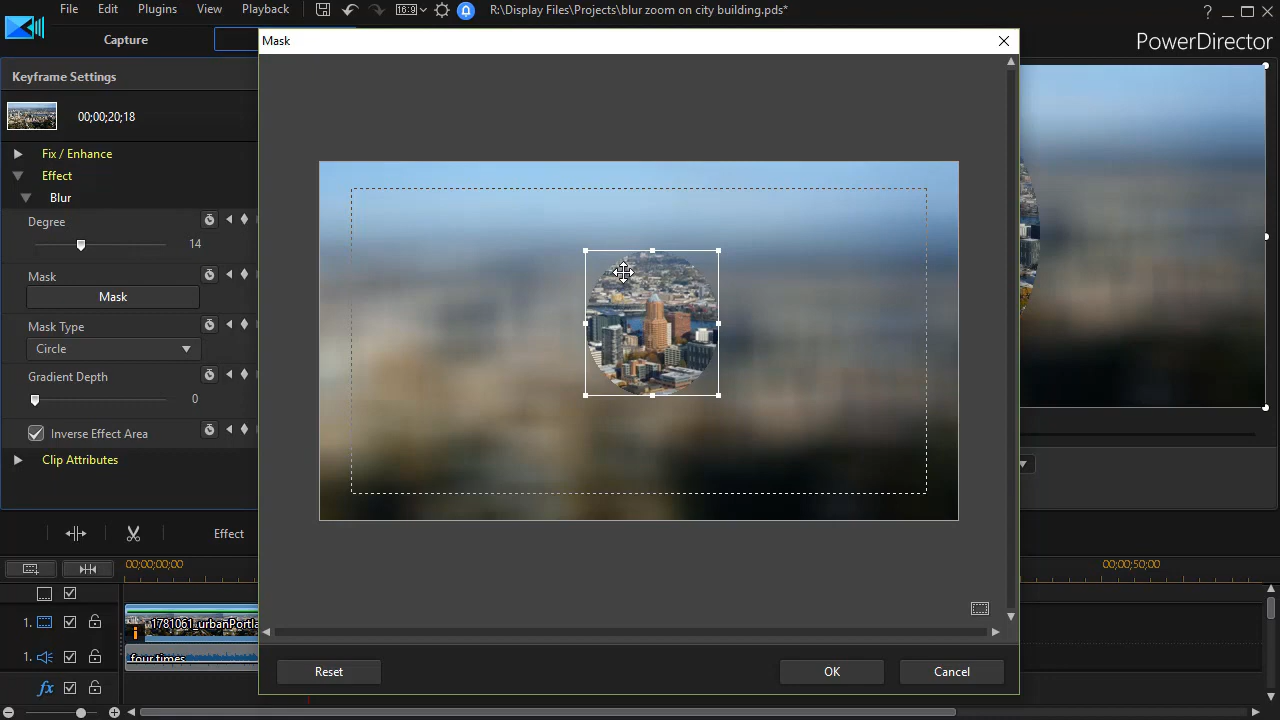 File Edit Plugins View Playback 16:9 R:\Display Files\Projects\blur zoom on city building.pds* ?
Capture
PowerDirector
Mask
Keyframe Settings
00;00;20;18
Fix / Enhance
Effect
Blur
Degree
14
Mask
Mask
Mask Type
Circle
Gradient Depth
0
Inverse Effect Area
Clip Attributes
Effect
00;00;00;00
00;00;50;00
1. 1781061_urbanPortla
1. four times
fx
Reset OK Cancel